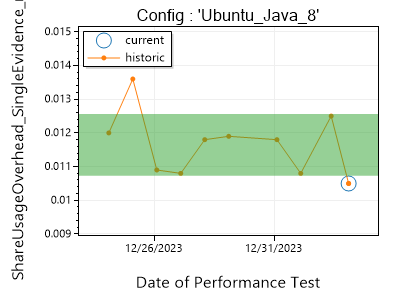 Config : 'Ubuntu_Java_8'
current
historic
0.015
0.014
0.013
0.012
0.011
0.01
0.009
ShareUsageOverhead_SingleEvidence_
12/26/2023
12/31/2023
Date of Performance Test